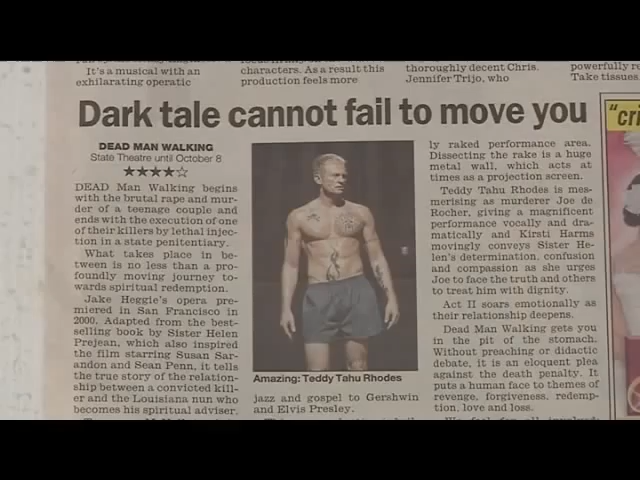 It's a musical with an
exhilarating operatic
characters. As a result this
production feels more
thoroughly decent Chris.
Jennifer Trijo, who
powerfully re
Take tissues
Dark tale cannot fail to move you
"cri
DEAD MAN WALKING
State Theatre until October 8
★★★★☆
DEAD Man Walking begins
with the brutal rape and mur-
der of a teenage couple and
ends with the execution of one
of their killers by lethal injec-
tion in a state penitentiary.
What takes place in be-
tween is no less than a pro-
foundly moving journey to-
wards spiritual redemption.
Jake Heggie's opera pre-
miered in San Francisco in
2000. Adapted from the best-
selling book by Sister Helen
Prejean, which also inspired
the film starring Susan Sar-
andon and Sean Penn, it tells
the true story of the relation-
ship between a convicted kill-
er and the Louisiana nun who
becomes his spiritual adviser.
Amazing: Teddy Tahu Rhodes
jazz and gospel to Gershwin
and Elvis Presley.
ly raked performance area.
Dissecting the rake is a huge
metal wall, which acts at
times as a projection screen.
Teddy Tahu Rhodes is mes-
merising as murderer Joe de
Rocher, giving a magnificent
performance vocally and dra-
matically and Kirsti Harms
movingly conveys Sister He-
len's determination, confusion
and compassion as she urges
Joe to face the truth and others
to treat him with dignity.
Act II soars emotionally as
their relationship deepens.
Dead Man Walking gets you
in the pit of the stomach.
Without preaching or didactic
debate, it is an eloquent plea
against the death penalty. It
puts a human face to themes of
revenge, forgiveness, redemp-
tion, love and loss.